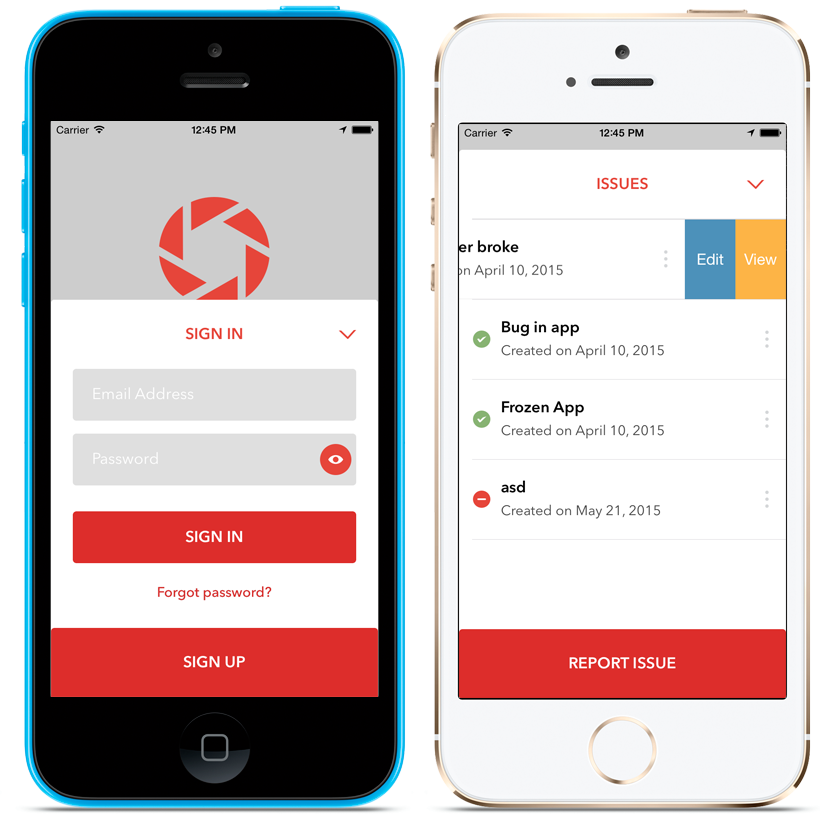 Carrier 12:45 PM
SIGN IN
Email Address
Password
SIGN IN
Forgot password?
SIGN UP
Carrier 12:45 PM
ISSUES
er broke
on April 10, 2015
Edit View
Bug in app
Created on April 10, 2015
Frozen App
Created on April 10, 2015
asd
Created on May 21, 2015
REPORT ISSUE